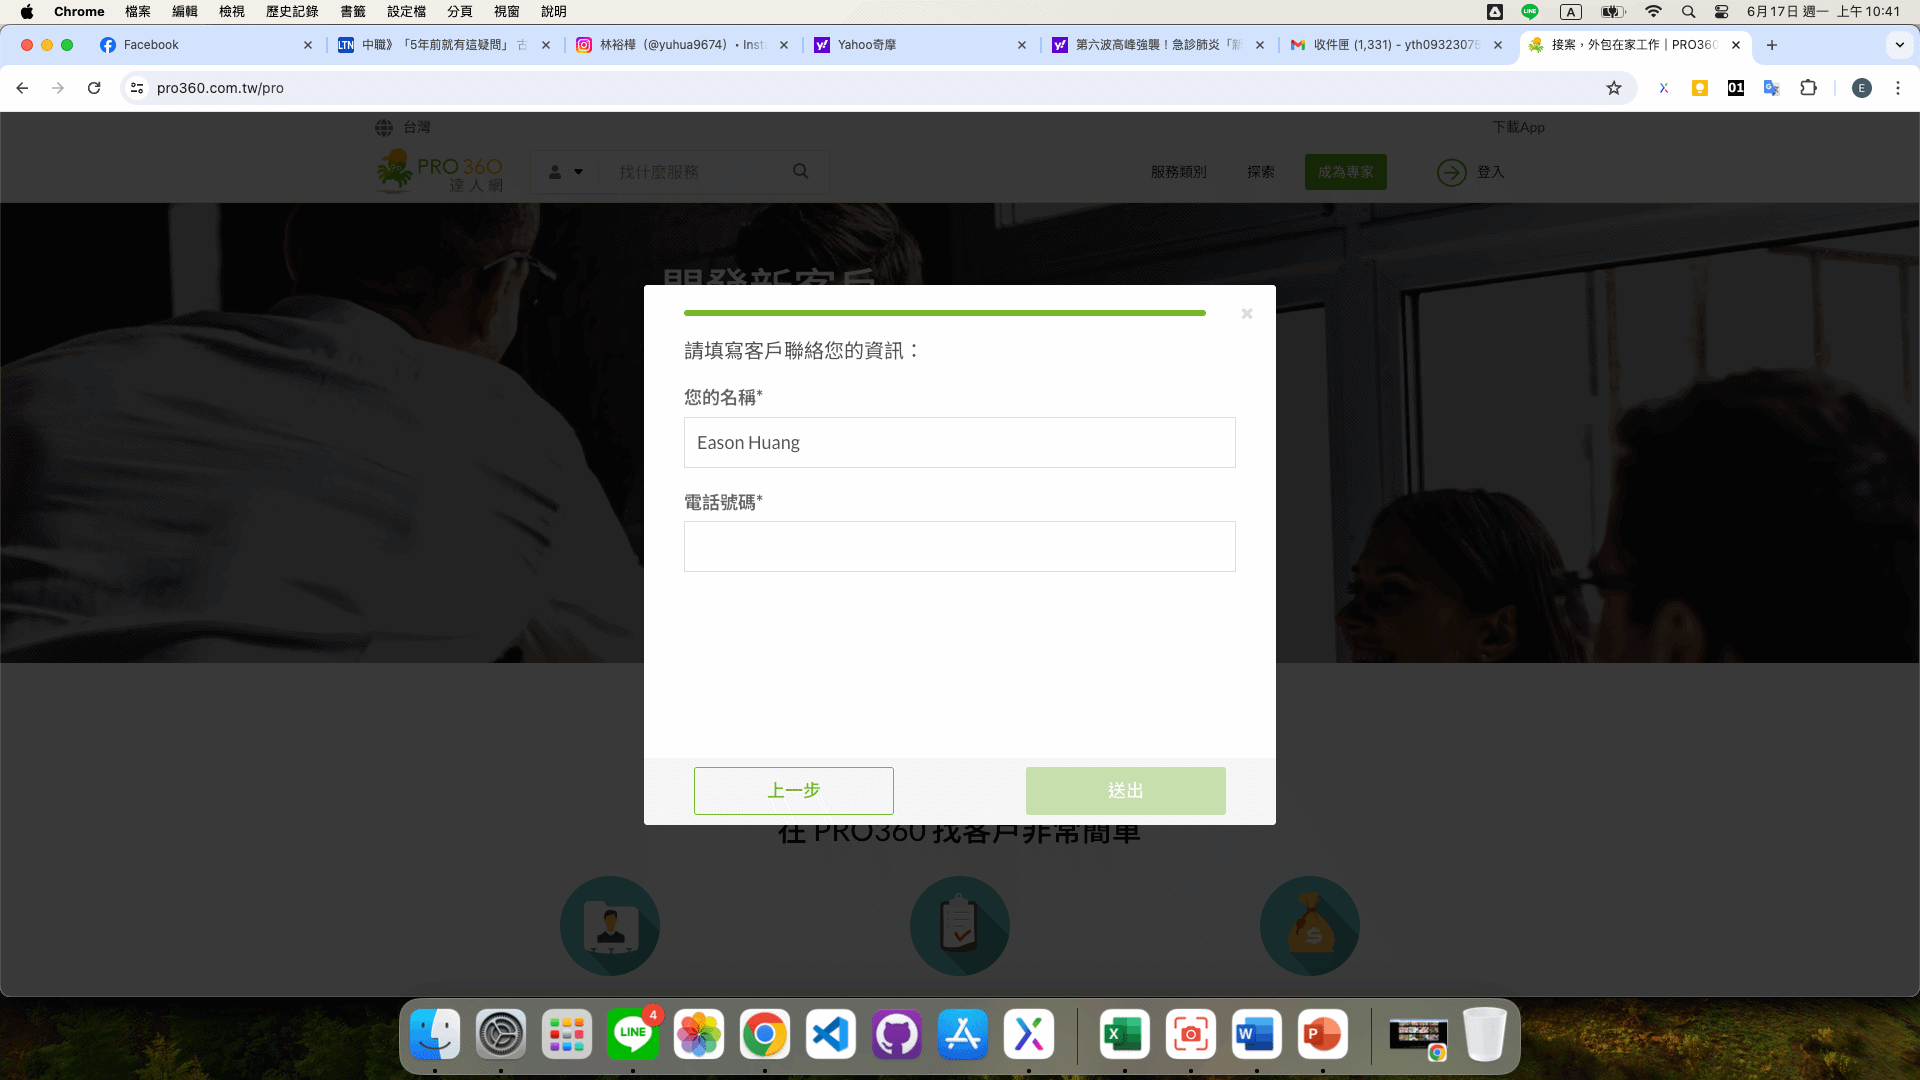 Chrome 檔案 編輯 檢視 歷史記錄 書籤 設定檔 分頁 視窗 說明 LINE A 6月17日 週一 上午 10:41
Facebook LTN 中職》「5年前就有這疑問」 古 林裕樺 (@yuhua9674) • Inst Yahoo奇摩 第六波高峰強襲！急診肺炎「新 收件匣 (1,331) - yth09323075 接案，外包在家工作 | PRO360
pro360.com.tw/pro 01 E
台灣 下載App
PRO360 達人網 找什麼服務 服務類別 探索 成為專家 登入
開發新客戶
請填寫客戶聯絡您的資訊：
您的名稱*
Eason Huang
電話號碼*
上一步 送出
在 PRO360 找客戶非常簡單
LINE 4